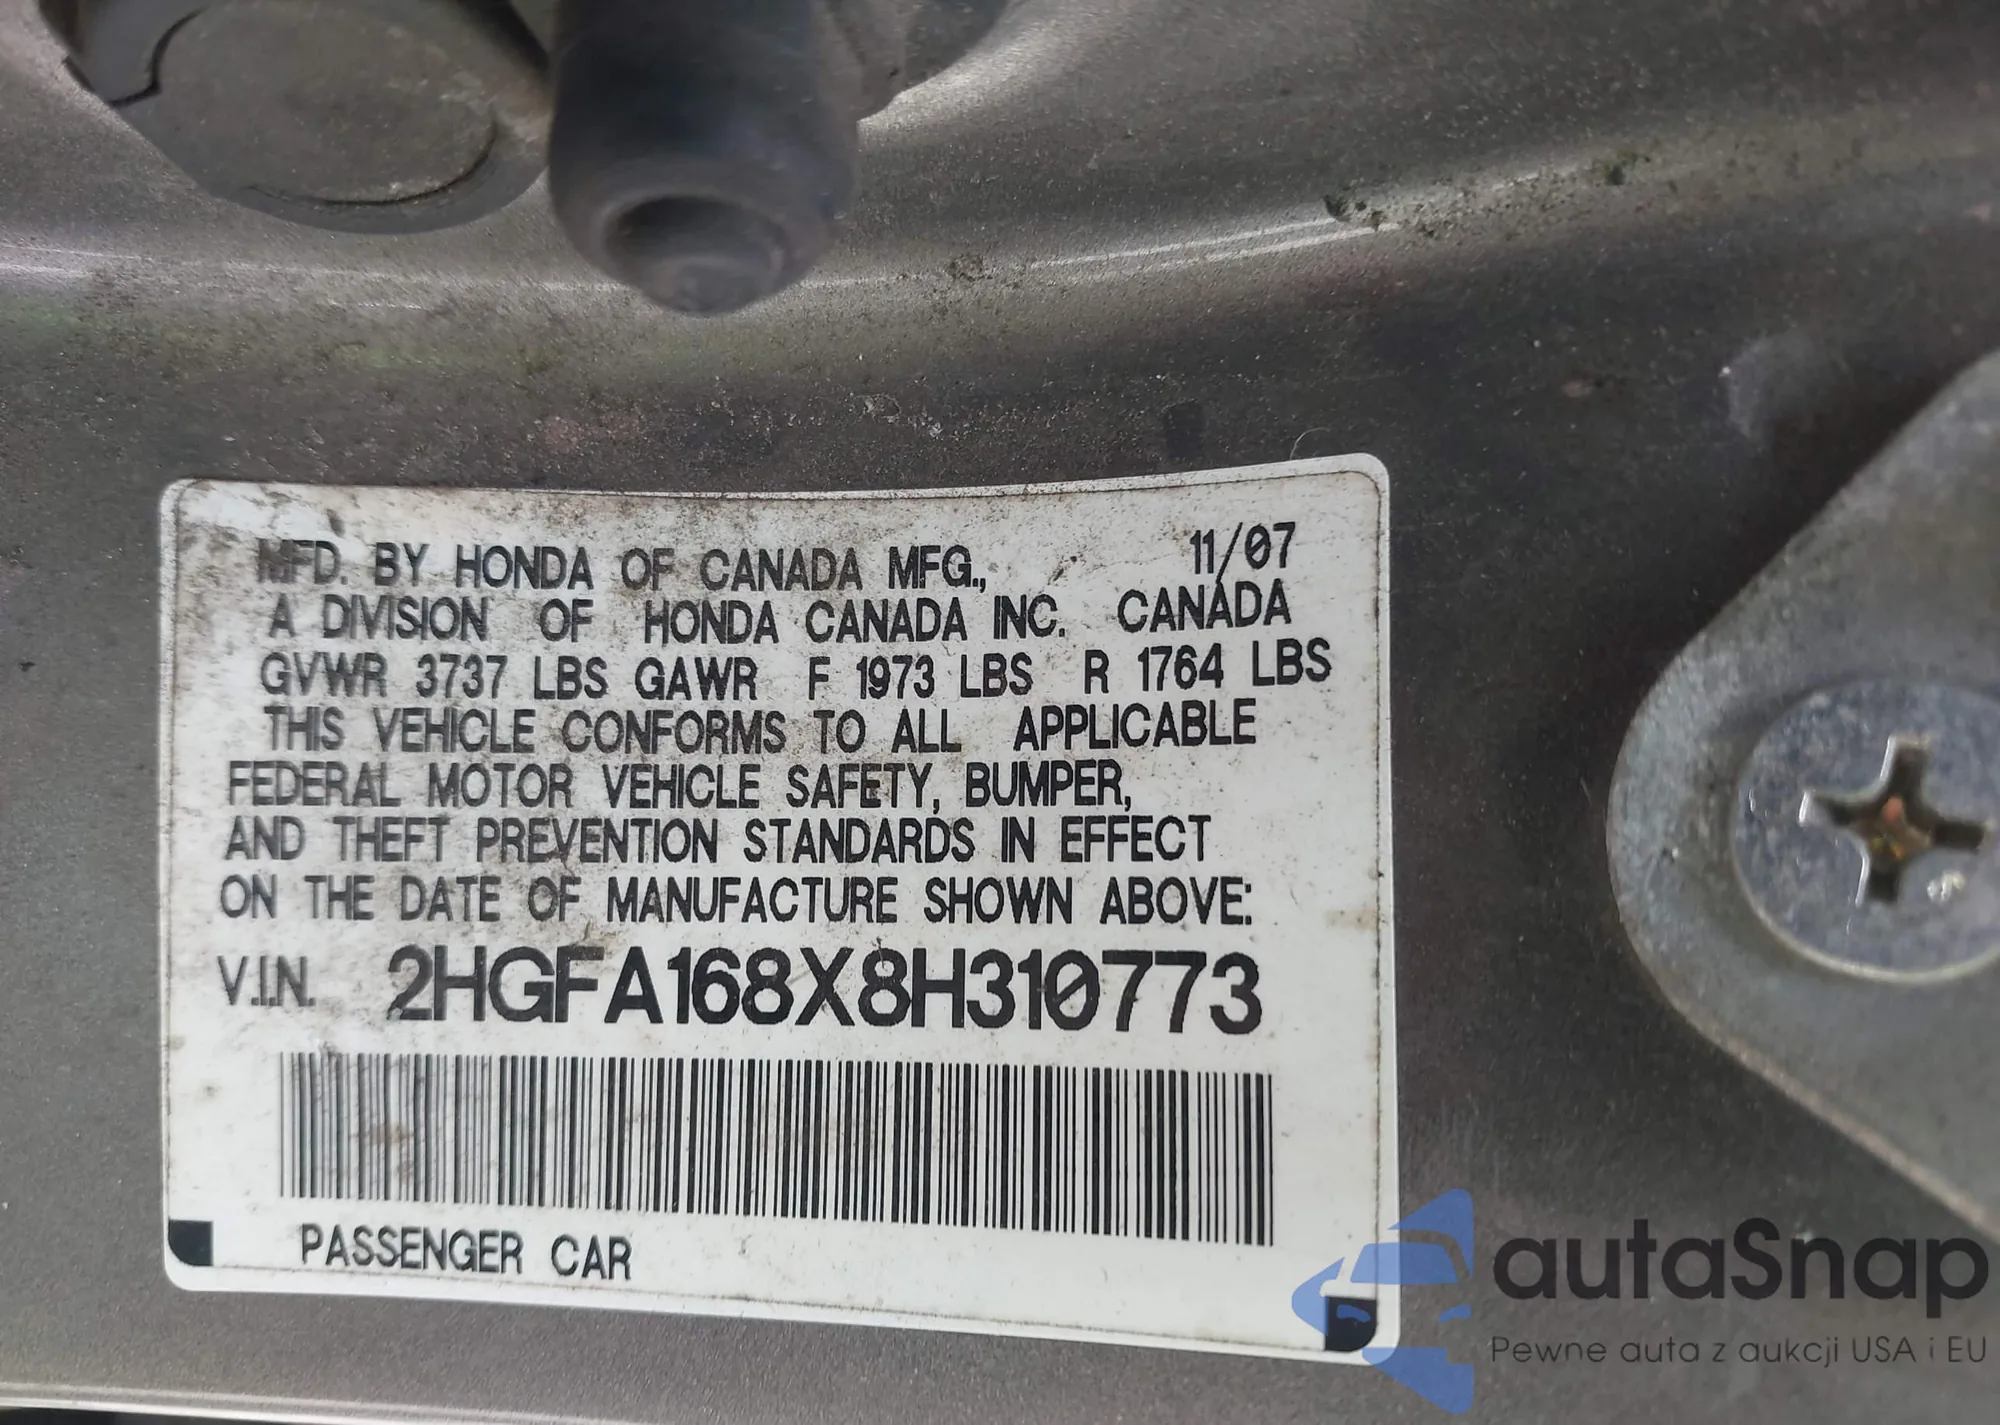 MFD. BY HONDA OF CANADA MFG., 11/07
A DIVISION OF HONDA CANADA INC. CANADA
GVWR 3737 LBS GAWR F 1973 LBS R 1764 LBS
THIS VEHICLE CONFORMS TO ALL APPLICABLE
FEDERAL MOTOR VEHICLE SAFETY, BUMPER,
AND THEFT PREVENTION STANDARDS IN EFFECT
ON THE DATE OF MANUFACTURE SHOWN ABOVE:
V.I.N. 2HGFA168X8H310773
PASSENGER CAR
autaSnap
Pewne auta z aukcji USA i EU